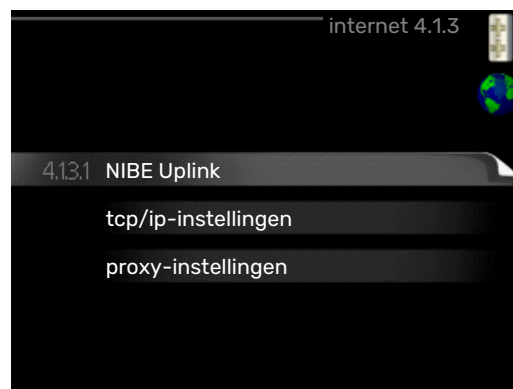 internet 4.1.3
4.1.3.1 NIBE Uplink
tcp/ip-instellingen
proxy-instellingen